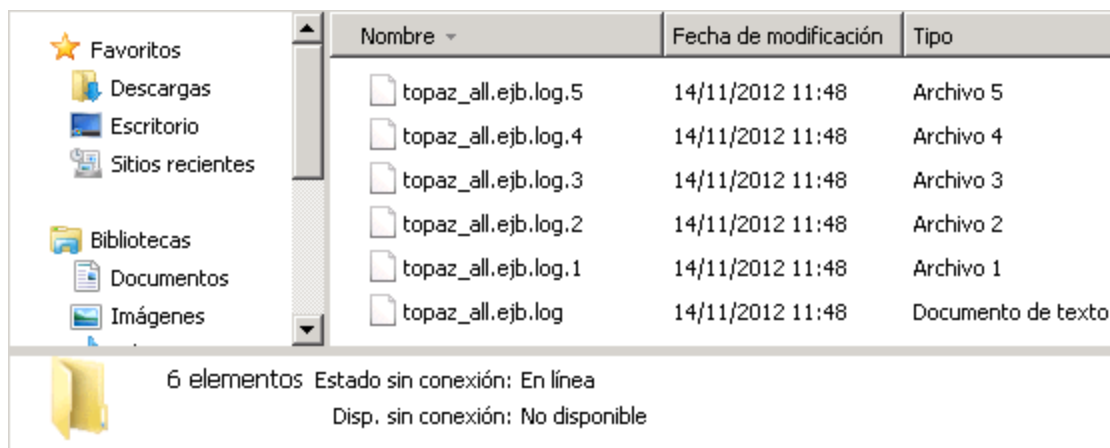 Favoritos
Descargas
Escritorio
Sitios recientes
Bibliotecas
Documentos
Imágenes
Nombre Fecha de modificación Tipo
topaz_all.ejb.log.5 14/11/2012 11:48 Archivo 5
topaz_all.ejb.log.4 14/11/2012 11:48 Archivo 4
topaz_all.ejb.log.3 14/11/2012 11:48 Archivo 3
topaz_all.ejb.log.2 14/11/2012 11:48 Archivo 2
topaz_all.ejb.log.1 14/11/2012 11:48 Archivo 1
topaz_all.ejb.log 14/11/2012 11:48 Documento de texto
6 elementos Estado sin conexión: En línea
Disp. sin conexión: No disponible